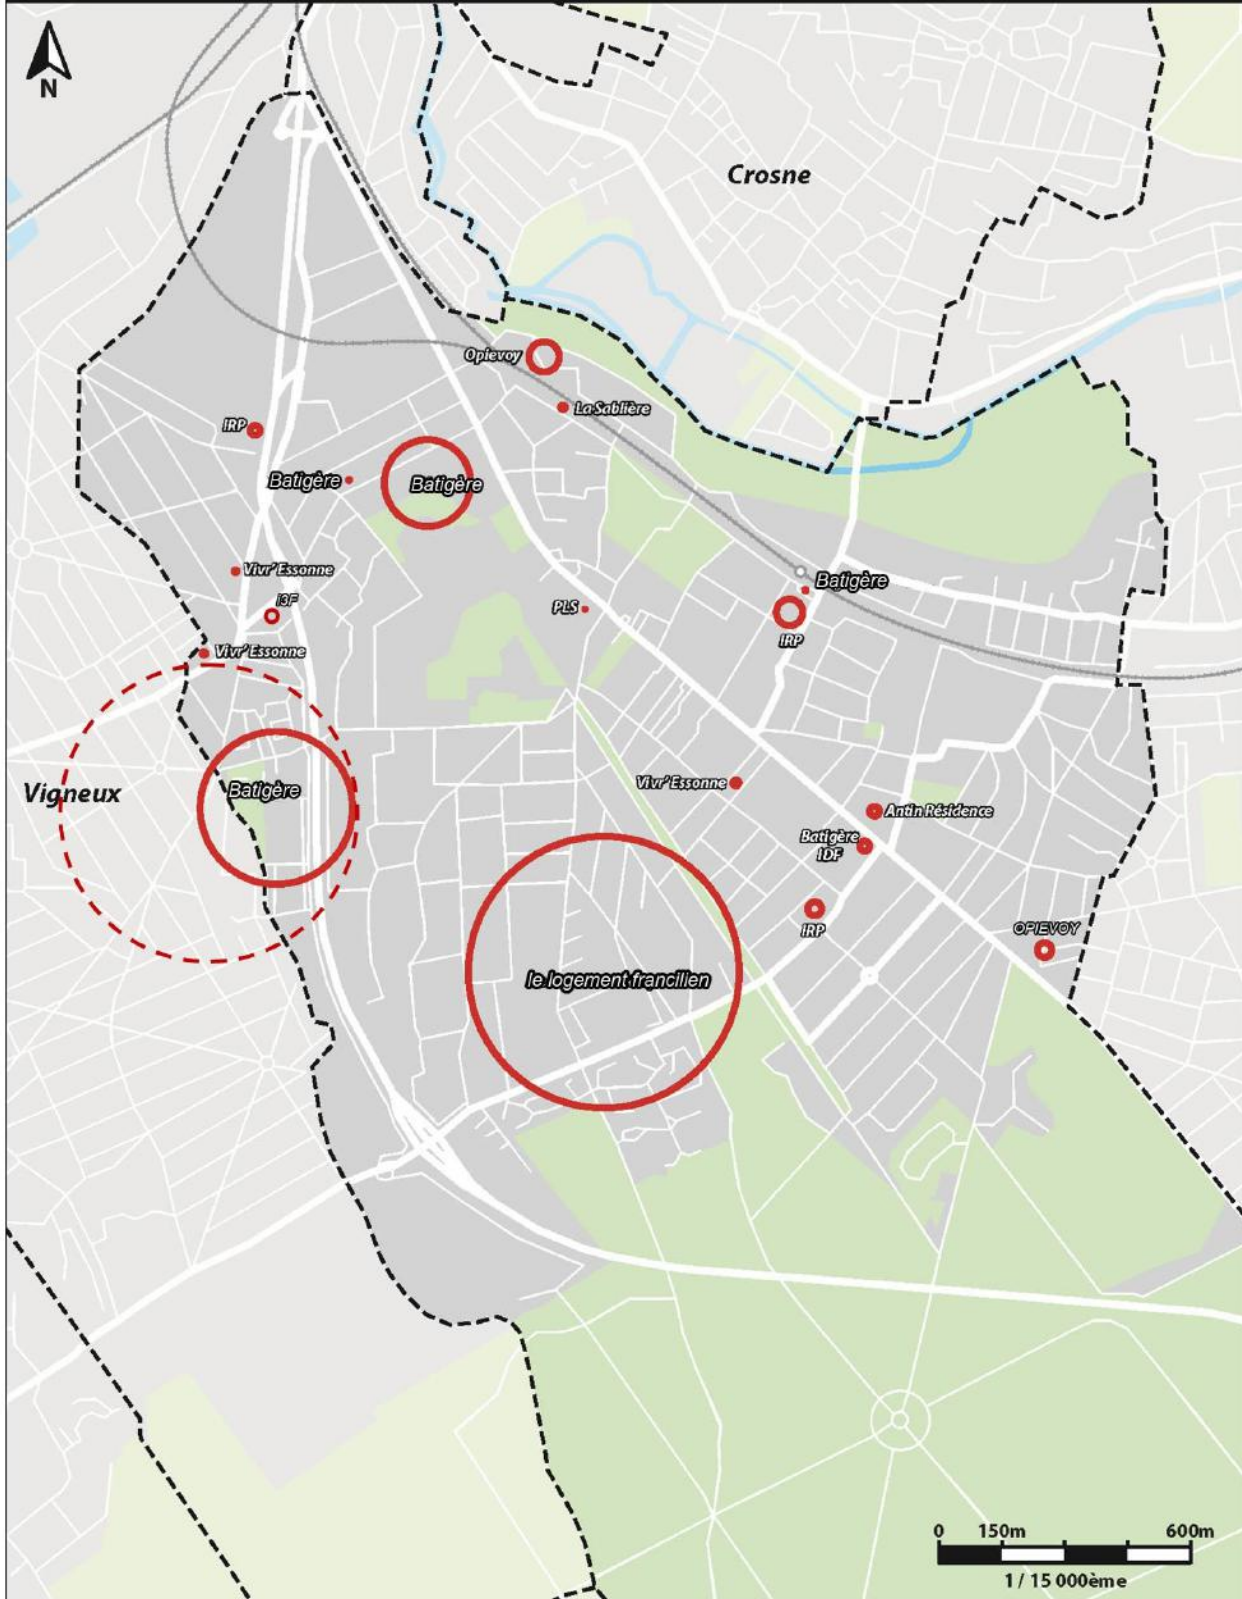 N
Crosne
Opievoy
La Sablière
IRP
Batigère
Batigère
Vivr' Essonne
I3F
PLS
Batigère
IRP
Vivr' Essonne
Vigneux
Batigère
Vivr' Essonne
Antin Résidence
Batigère
IDF
IRP
OPIEVOY
le logement francilien
0 150m 600m
1 / 15 000ème